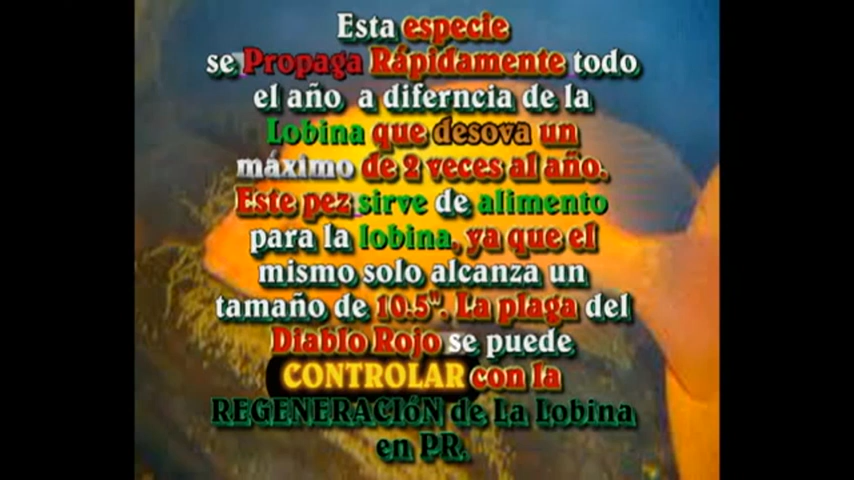 Esta especie
se Propaga Rápidamente todo
el año a diferncia de la
Lobina que desova un
máximo de 2 veces al año.
Este pez sirve de alimento
para la lobina, ya que el
mismo solo alcanza un
tamaño de 10.5". La plaga del
Diablo Rojo se puede
CONTROLAR con la
REGENERACIóN de La Lobina
en PR.